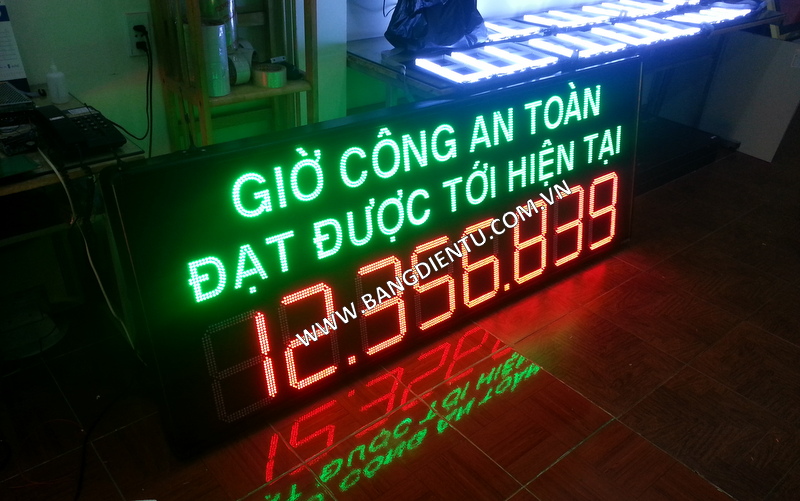 GIỜ CÔNG AN TOÀN
ĐẠT ĐƯỢC TỚI HIỆN TẠI
12.356.839
WWW.BANGDIENTU.COM.VN